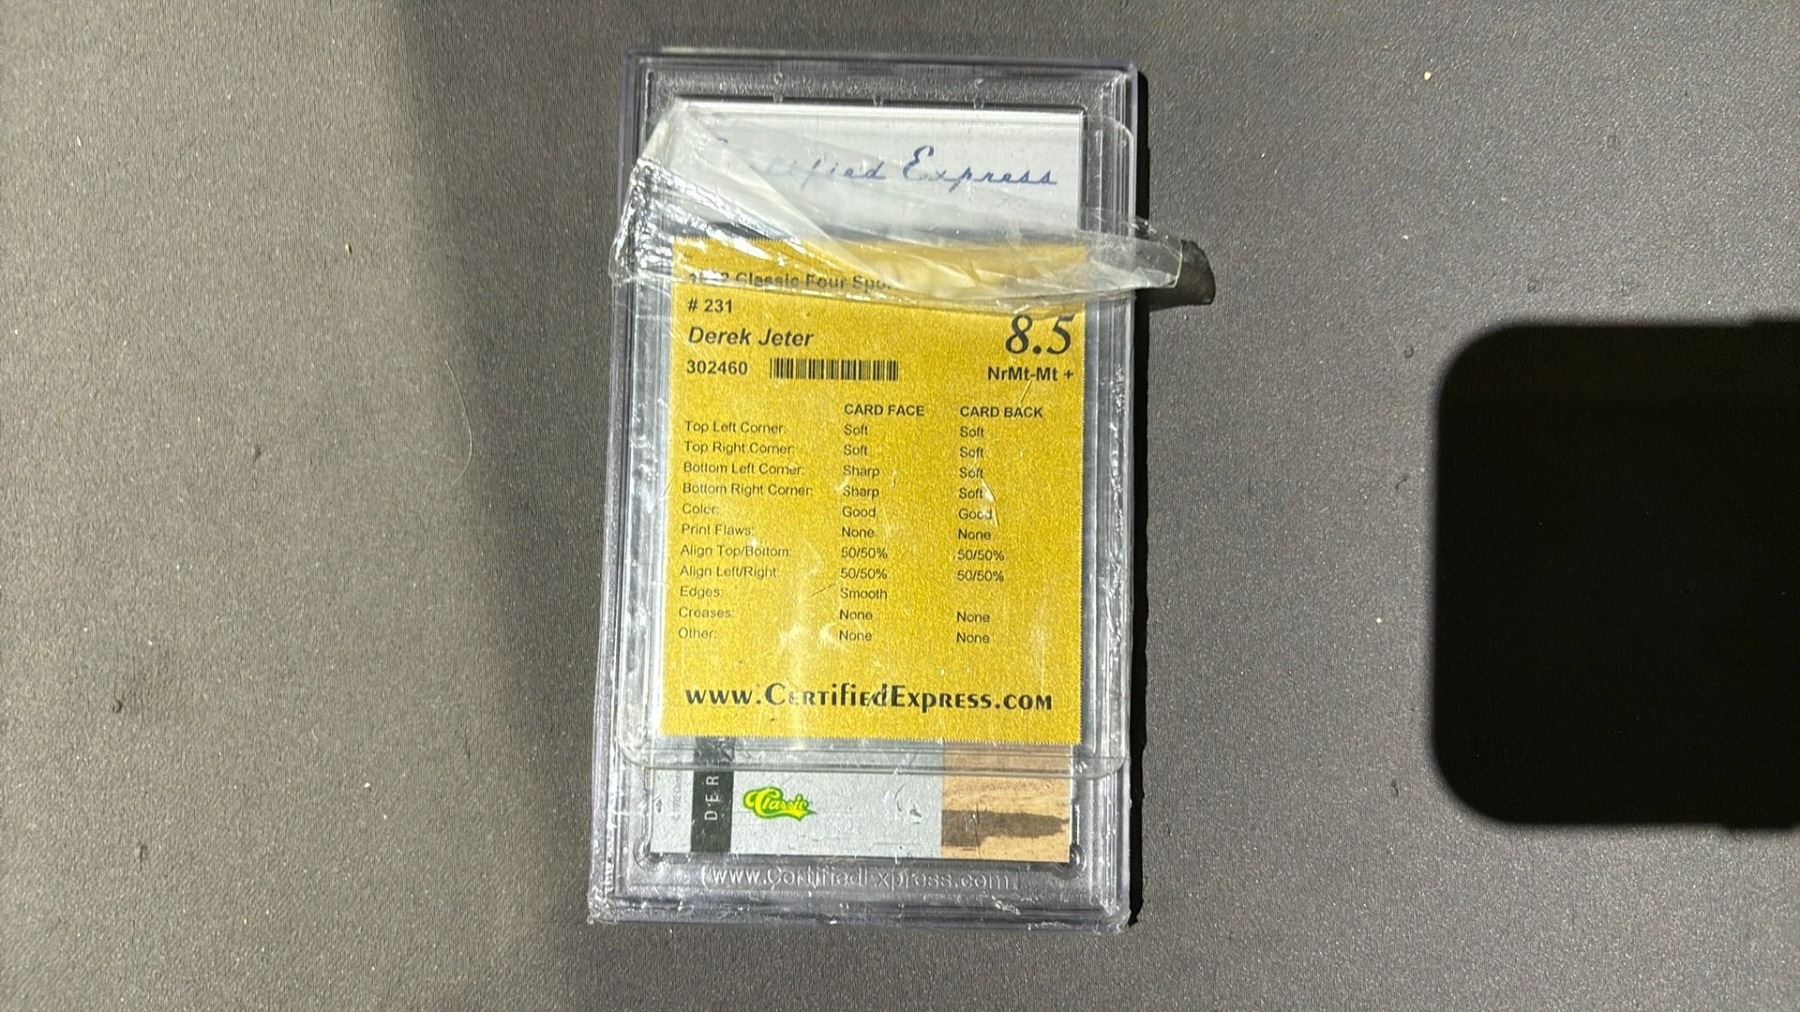 Certified Express
Classic Four
# 231
Derek Jeter
8.5
302460
NrMt-Mt +
CARD FACE CARD BACK
Top Left Corner: Soft Soft
Top Right Corner: Soft Soft
Bottom Left Corner: Sharp Soft
Bottom Right Corner: Sharp Soft
Color: Good Good
Print Flaws: None None
Align Top/Bottom: 50/50% 50/50%
Align Left/Right: 50/50% 50/50%
Edges: Smooth
Creases: None None
Other: None None
www.CertifiedExpress.com
DER
Classic
www.CertifiedExpress.com